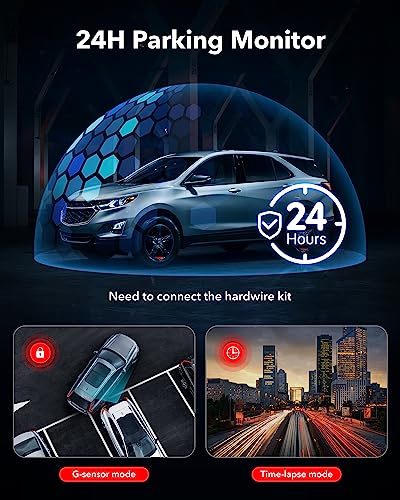 24H Parking Monitor
24
Hours
Need to connect the hardwire kit
G-sensor mode
Time-lapse mode